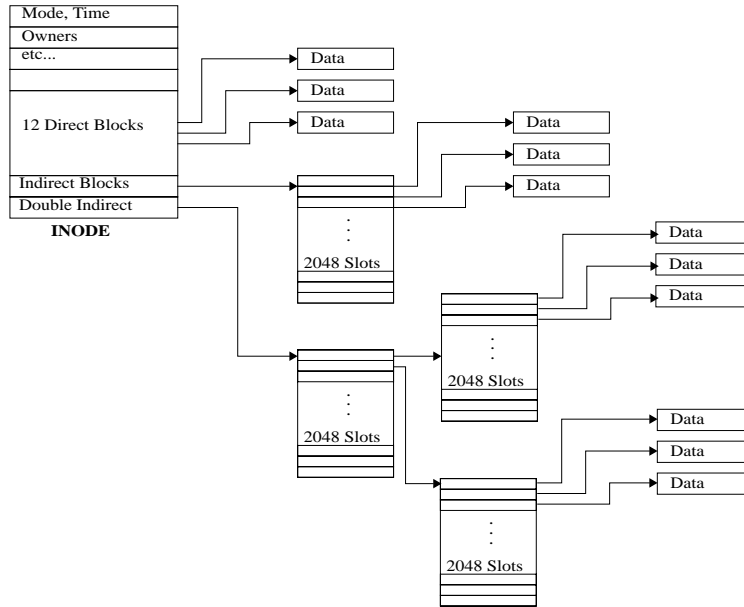 Mode, Time
Owners
etc...
Data
Data
12 Direct Blocks
Data
Data
Data
Indirect Blocks
Data
Double Indirect
INODE
Data
2048 Slots
Data
Data
2048 Slots
Data
2048 Slots
Data
Data
2048 Slots